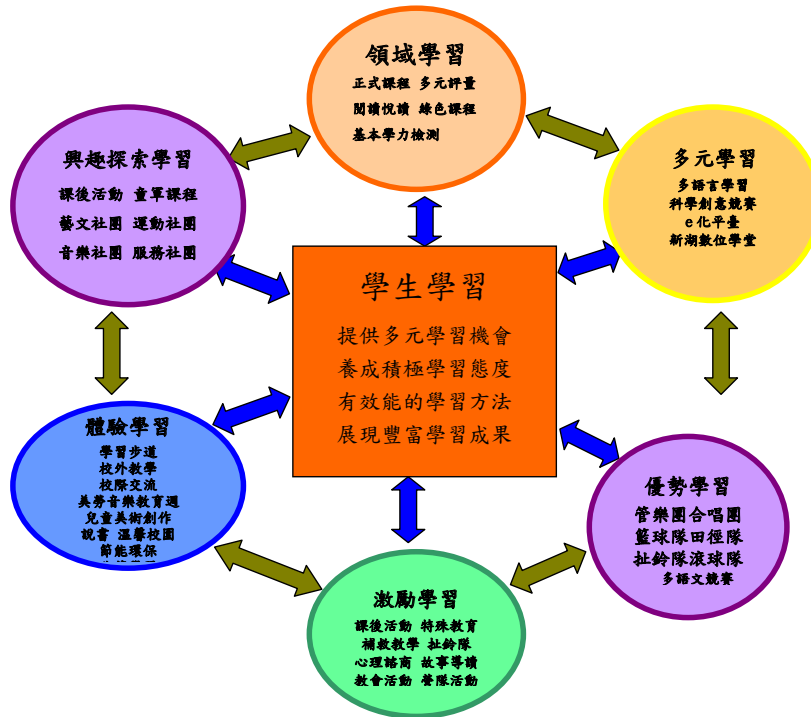 領域學習
正式課程 多元評量
閱讀悅讀 綠色課程
基本學力檢測
興趣探索學習
課後活動 童軍課程
藝文社團 運動社團
音樂社團 服務社團
多元學習
多語言學習
科學創意競賽
e化平臺
新湖數位學堂
學生學習
提供多元學習機會
養成積極學習態度
有效能的學習方法
展現豐富學習成果
體驗學習
學習步道
校外教學
校際交流
美勞音樂教育週
兒童美術創作
說書 溫馨校園
節能環保
優勢學習
管樂團合唱團
籃球隊田徑隊
扯鈴隊滾球隊
多語文競賽
激勵學習
課後活動 特殊教育
補救教學 扯鈴隊
心理諮商 故事導讀
教會活動 營隊活動